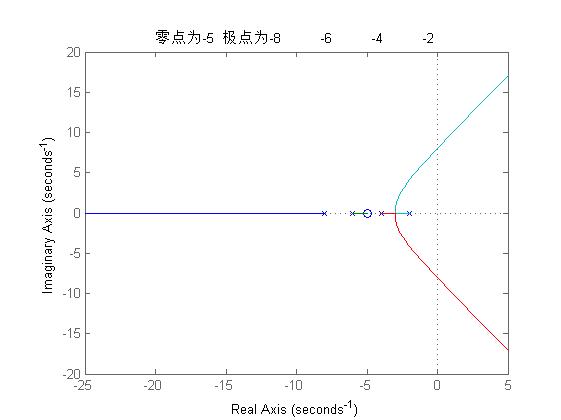 零点为-5 极点为-8 -6 -4 -2
20
15
10
5
0
-5
-10
-15
-20
-25 -20 -15 -10 -5 0 5
Real Axis (seconds⁻¹)
Imaginary Axis (seconds⁻¹)